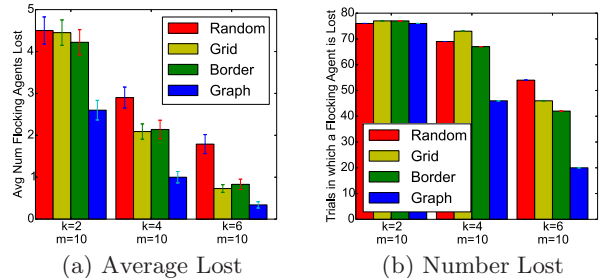 5
4
3
2
1
0
Avg Num Flocking Agents Lost
Random
Grid
Border
Graph
k=2
m=10
k=4
m=10
k=6
m=10
(a) Average Lost
80
70
60
50
40
30
20
10
0
Trials in which a Flocking Agent is Lost
Random
Grid
Border
Graph
k=2
m=10
k=4
m=10
k=6
m=10
(b) Number Lost